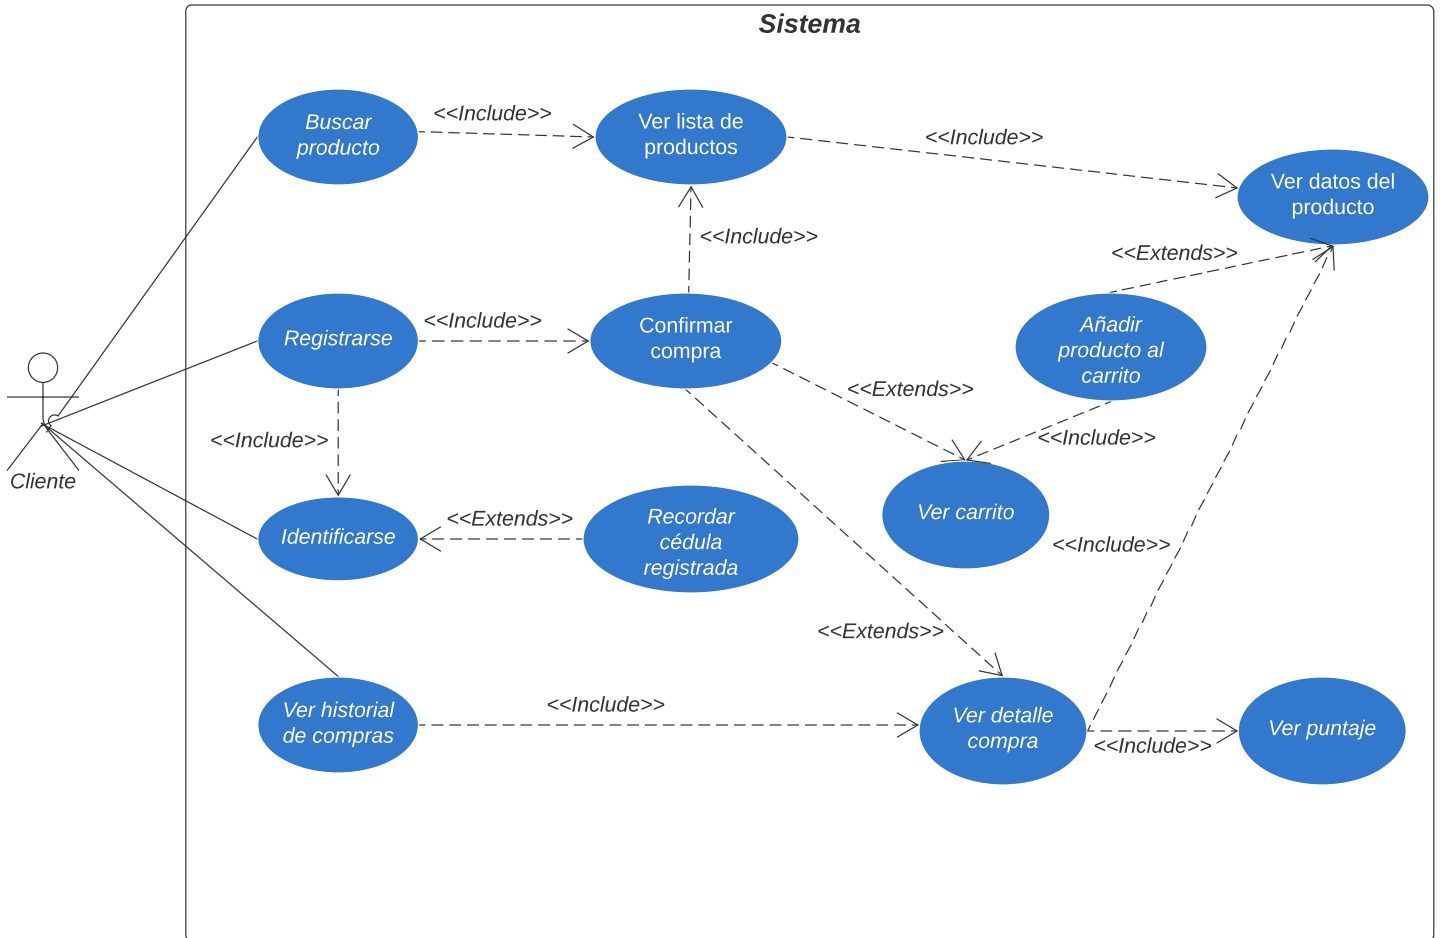 Sistema
Buscar
producto
<<Include>>
Ver lista de
productos
<<Include>>
Ver datos del
producto
<<Include>>
<<Extends>>
Registrarse
<<Include>>
Confirmar
compra
Añadir
producto al
carrito
<<Extends>>
<<Include>>
<<Include>>
Cliente
Identificarse
<<Extends>>
Recordar
cédula
registrada
Ver carrito
<<Include>>
<<Extends>>
Ver historial
de compras
<<Include>>
Ver detalle
compra
<<Include>>
Ver puntaje